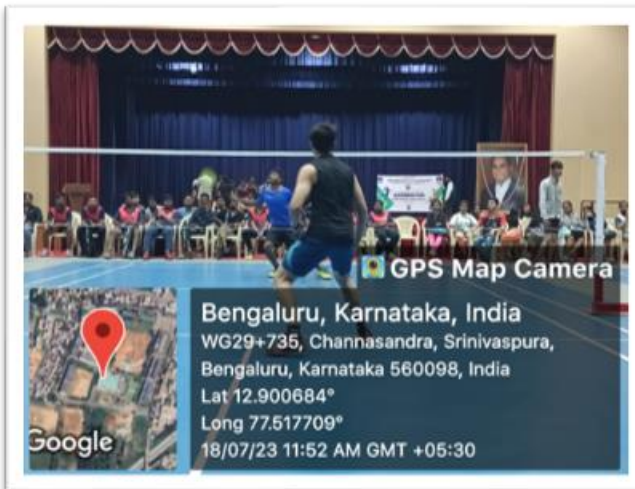 GPS Map Camera
Bengaluru, Karnataka, India
WG29+735, Channasandra, Srinivaspura,
Bengaluru, Karnataka 560098, India
Lat 12.900684°
Long 77.517709°
18/07/23 11:52 AM GMT +05:30
Google